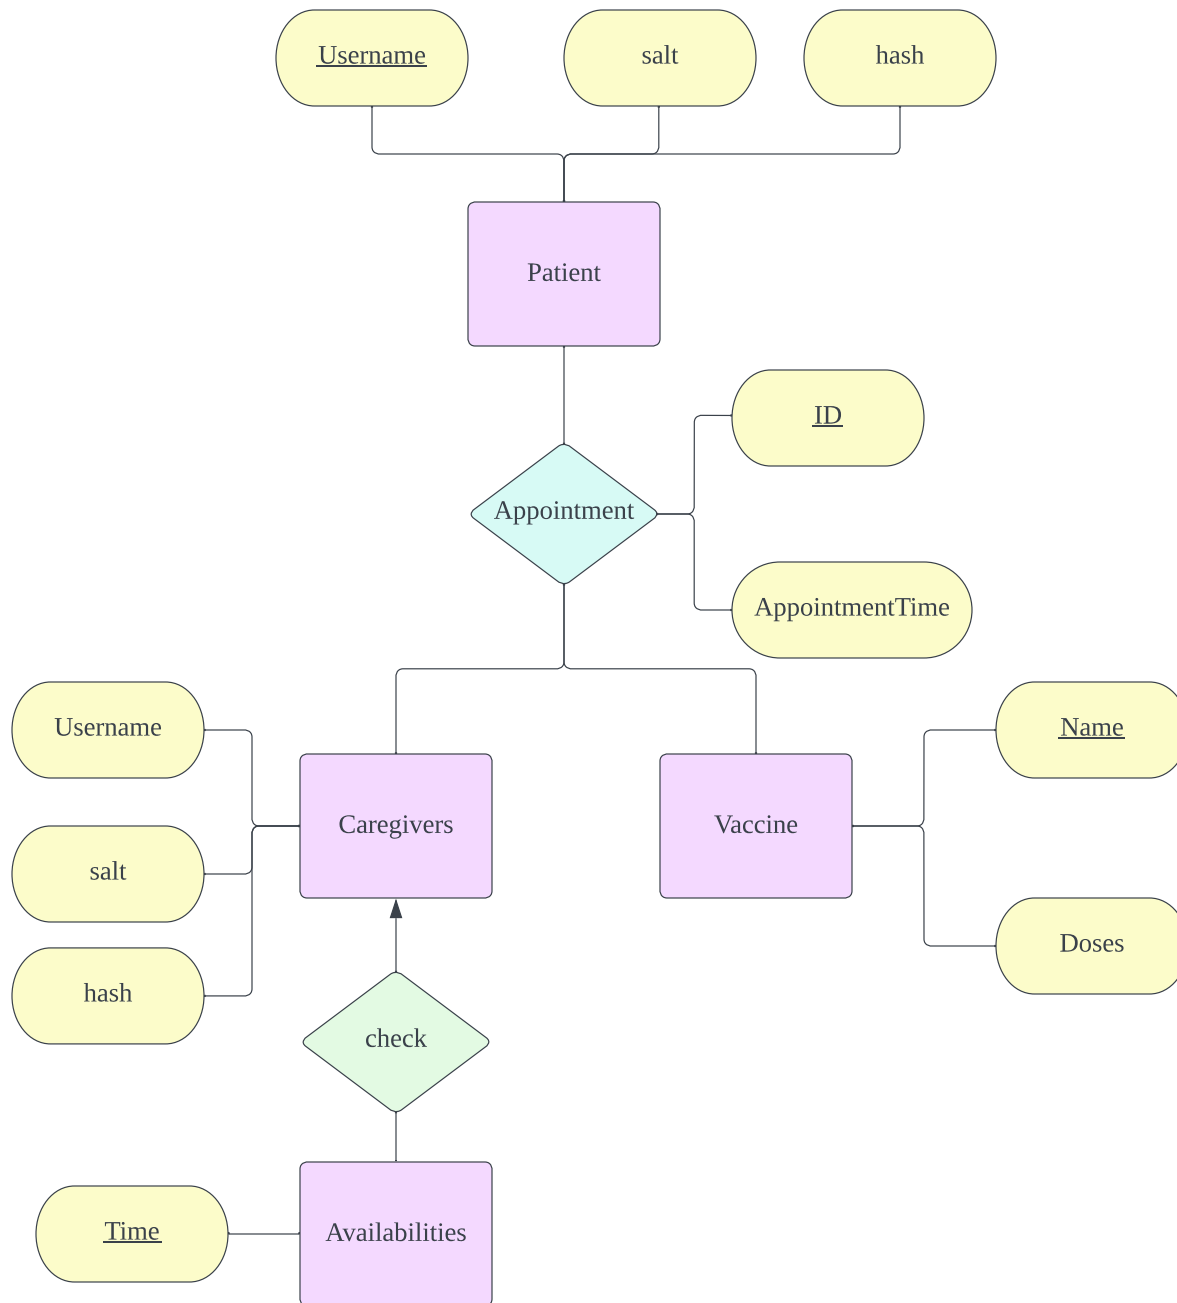 Username
salt
hash
Patient
ID
Appointment
AppointmentTime
Username
Name
Caregivers
Vaccine
salt
Doses
hash
check
Time
Availabilities